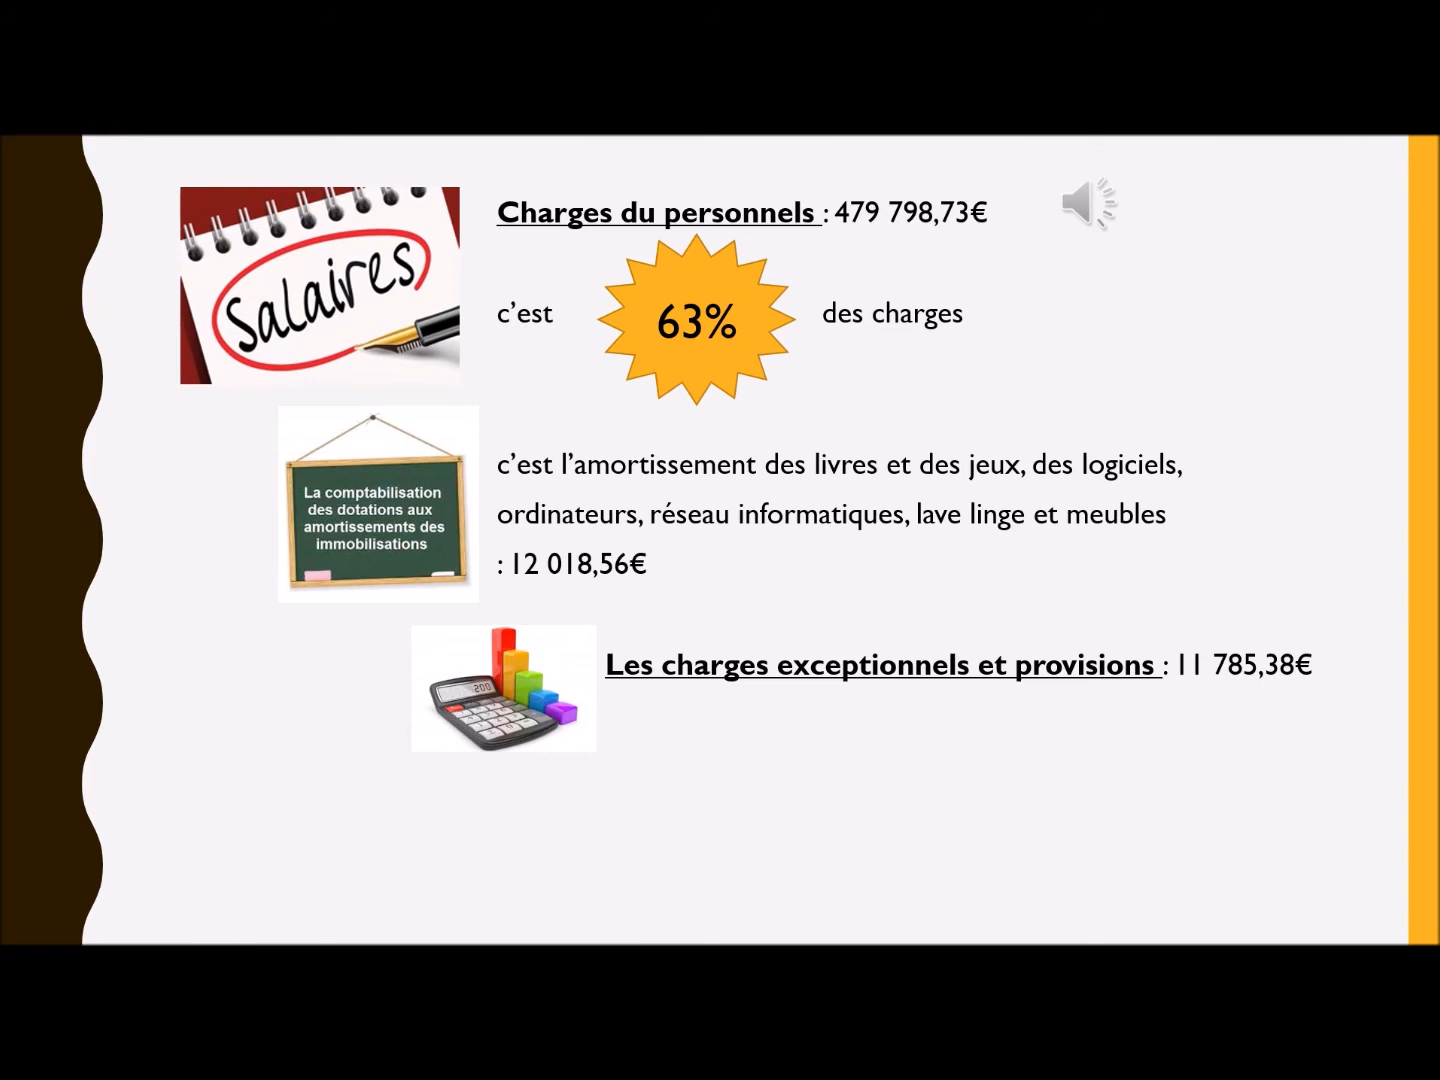 Salaires
Charges du personnels : 479 798,73€
c’est 63% des charges
La comptabilisation
des dotations aux
amortissements des
immobilisations
c’est l’amortissement des livres et des jeux, des logiciels,
ordinateurs, réseau informatiques, lave linge et meubles
: 12 018,56€
200
Les charges exceptionnels et provisions : 11 785,38€